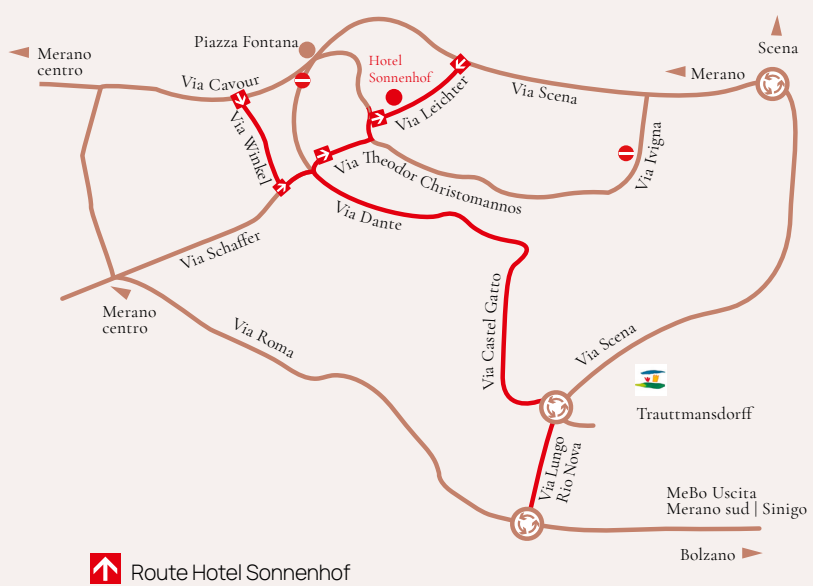 Piazza Fontana
Scena
Merano
centro
Hotel
Sonnenhof
Merano
Via Cavour
Via Scena
Via Leichter
Via Winkel
Via Ivigna
Via Theodor Christomannos
Via Dante
Via Schaffer
Merano
centro
Via Castel Gatto
Via Roma
Via Scena
Trauttmansdorff
Via Lungo
Rio Nova
MeBo Uscita
Merano sud | Sinigo
Bolzano
Route Hotel Sonnenhof